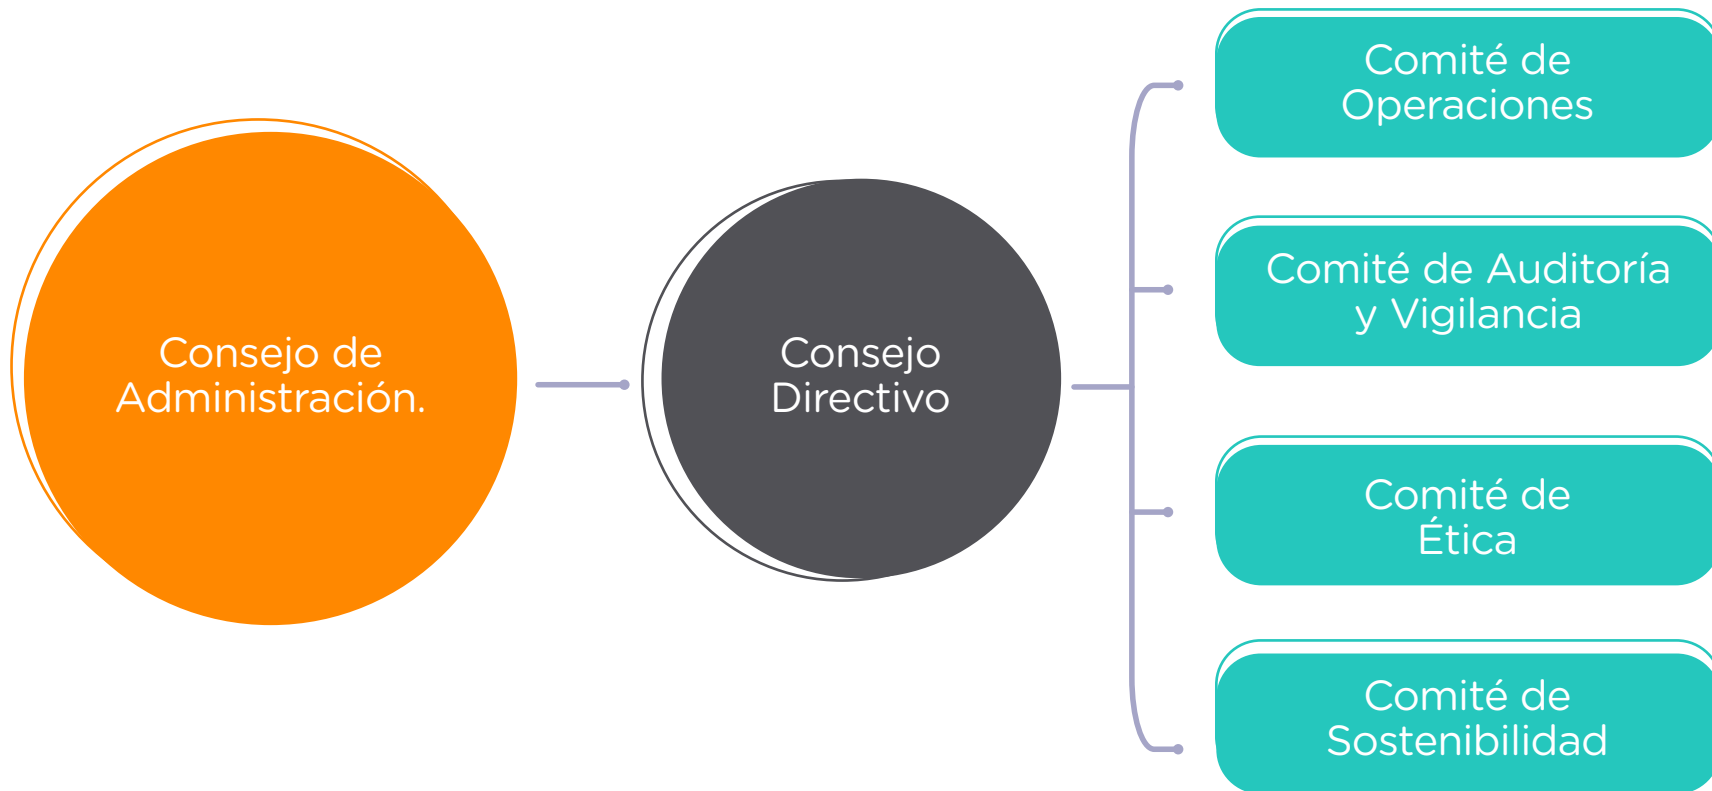 Consejo de
Administración.
Consejo
Directivo
Comité de
Operaciones
Comité de Auditoría
y Vigilancia
Comité de
Ética
Comité de
Sostenibilidad